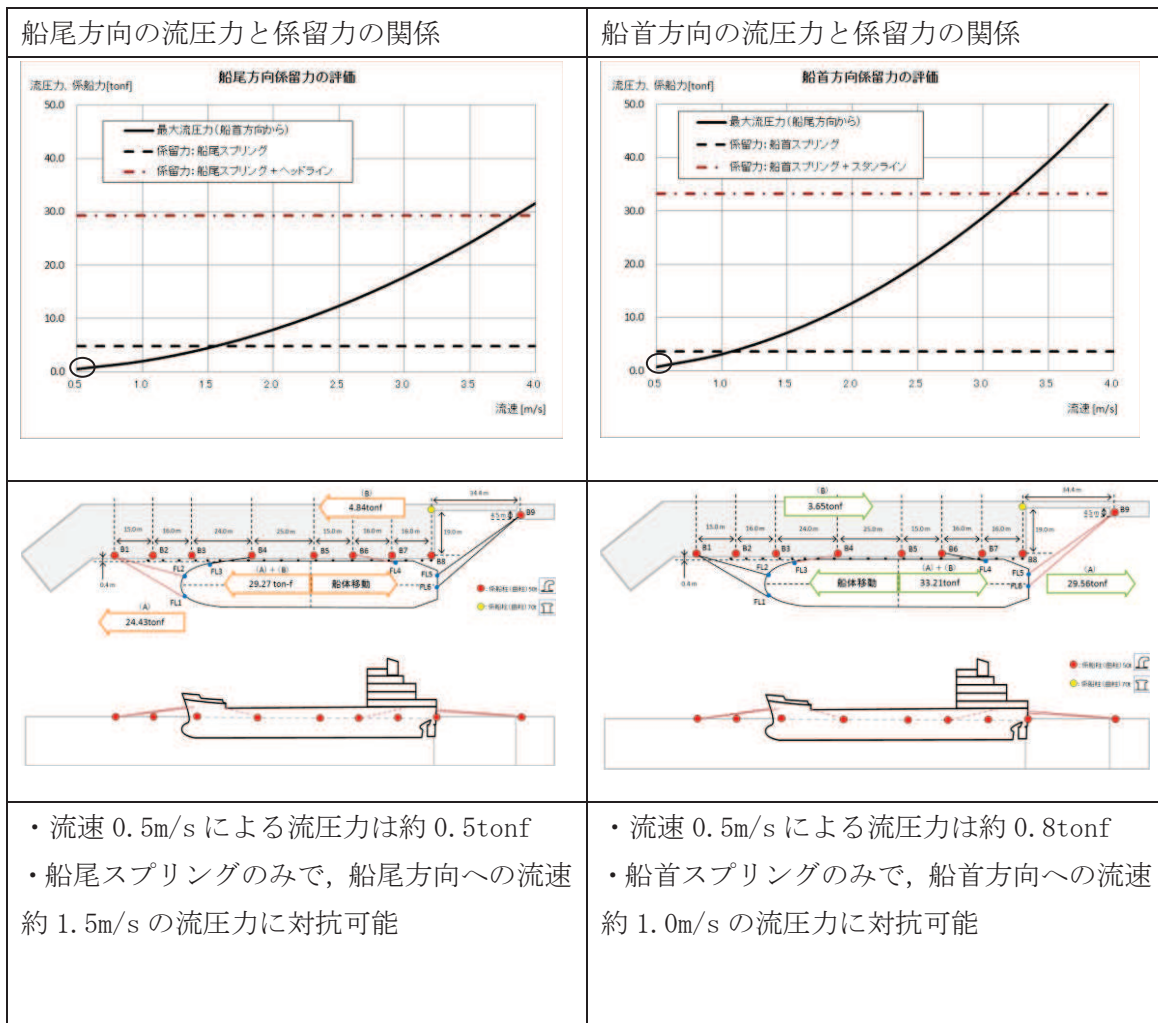 船尾方向の流圧力と係留力の関係
船首方向の流圧力と係留力の関係
船尾方向係留力の評価
流圧力、係船力[tonf]
50.0
40.0
30.0
20.0
10.0
0.0
最大流圧力(船首方向から)
係留力:船尾スプリング
係留力:船尾スプリング+ヘッドライン
0.5 1.0 1.5 2.0 2.5 3.0 3.5 4.0
流速 [m/s]
船首方向係留力の評価
流圧力、係船力[tonf]
50.0
40.0
30.0
20.0
10.0
0.0
最大流圧力(船尾方向から)
係留力:船首スプリング
係留力:船首スプリング+スタンライン
0.5 1.0 1.5 2.0 2.5 3.0 3.5 4.0
流速 [m/s]
(B)
4.84tonf
34.4m
15.0m 16.0m 24.0m 25.0m 15.0m 16.0m 16.0m
19.0m
B9
B1 B2 B3 B4 B5 B6 B7 B8
0.4m
FL2 FL3 FL4 FL5
FL1 FL6
(A)+(B)
29.27 ton-f
船体移動
(A)
24.43tonf
(B)
3.65tonf
34.4m
15.0m 16.0m 24.0m 25.0m 15.0m 16.0m 16.0m
19.0m
B9
B1 B2 B3 B4 B5 B6 B7 B8
0.4m
FL2 FL3 FL4 FL5
FL1 FL6
船体移動
(A)+(B)
33.21tonf
(A)
29.56tonf
・流速 0.5m/s による流圧力は約 0.5tonf
・船尾スプリングのみで, 船尾方向への流速
約 1.5m/s の流圧力に対抗可能
・流速 0.5m/s による流圧力は約 0.8tonf
・船首スプリングのみで, 船首方向への流速
約 1.0m/s の流圧力に対抗可能